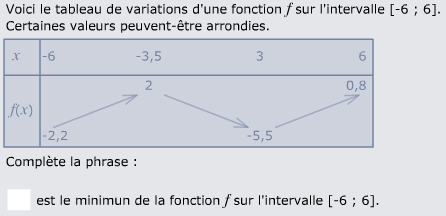 Voici le tableau de variations d'une fonction f sur l'intervalle [-6 ; 6].
Certaines valeurs peuvent-être arrondies.
x -6 -3,5 3 6
2 0,8
f(x)
-2,2 -5,5
Complète la phrase :
est le minimun de la fonction f sur l'intervalle [-6 ; 6].